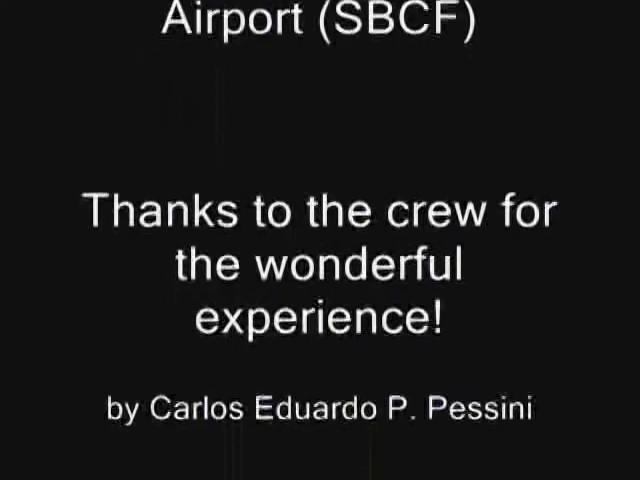 Airport (SBCF)
Thanks to the crew for
the wonderful
experience!
by Carlos Eduardo P. Pessini